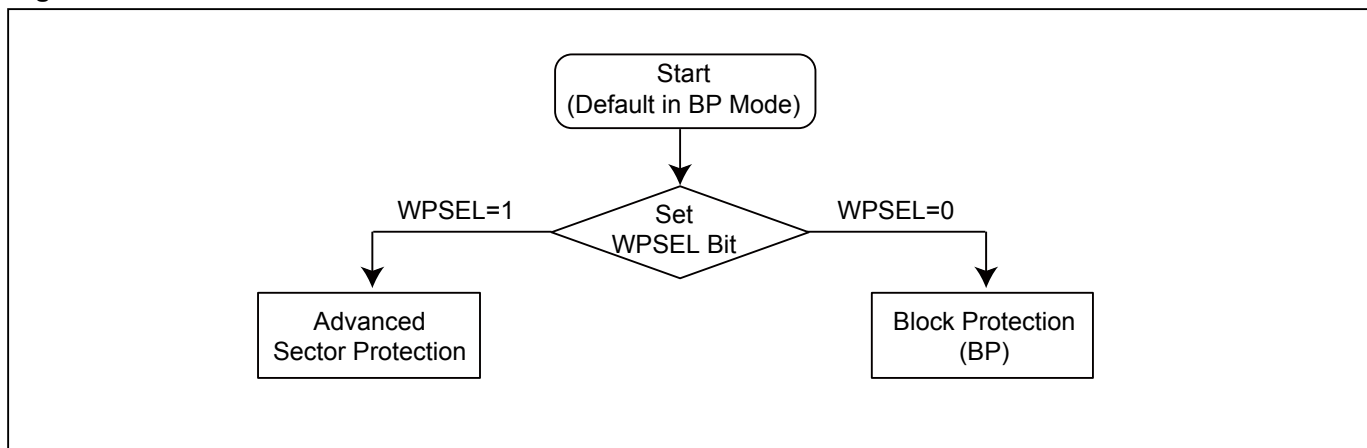 Start
(Default in BP Mode)
WPSEL=1
Set
WPSEL Bit
WPSEL=0
Advanced
Sector Protection
Block Protection
(BP)